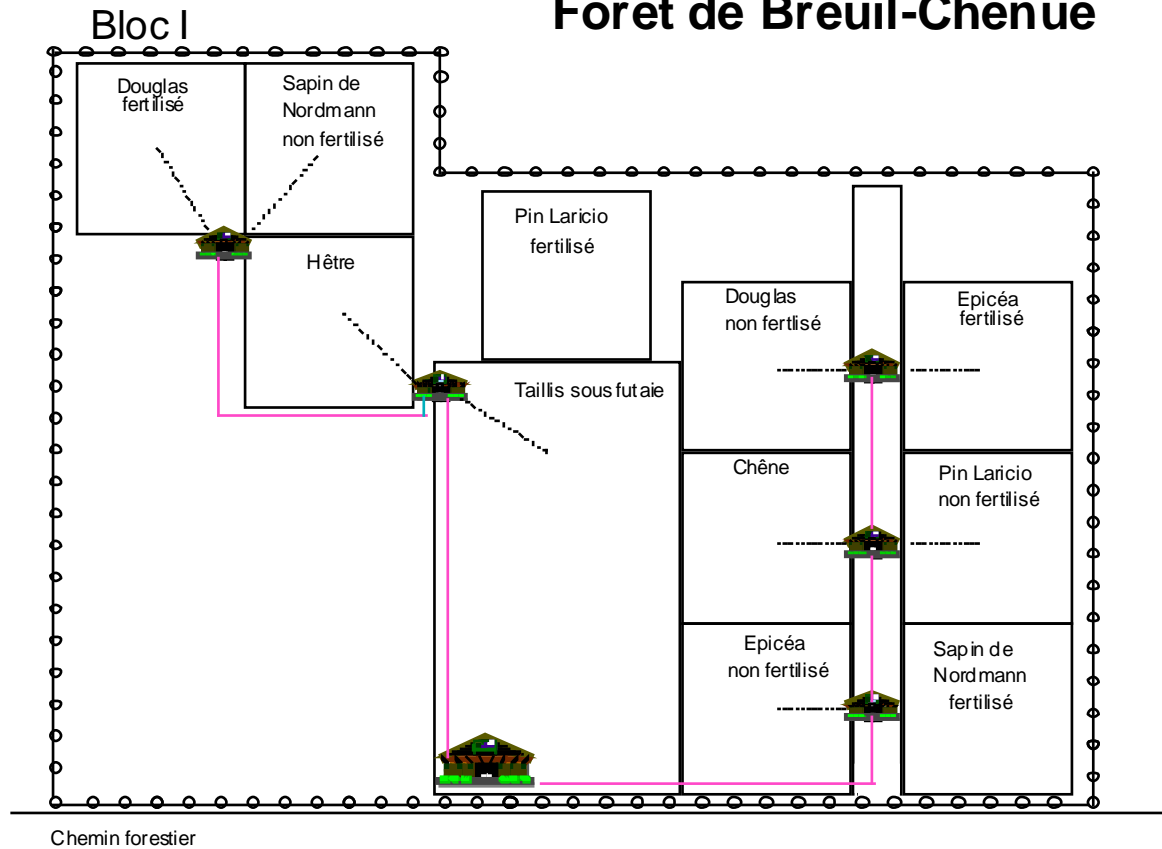 Forêt de Breuil-Chenue
Bloc I
Douglas
fertilisé
Sapin de
Nordmann
non fertilisé
Hêtre
Pin Laricio
fertilisé
Taillis sous futaie
Douglas
non fertlisé
Epicéa
fertilisé
Chêne
Pin Laricio
non fertilisé
Epicéa
non fertilisé
Sapin de
Nordmann
fertilisé
Chemin forestier